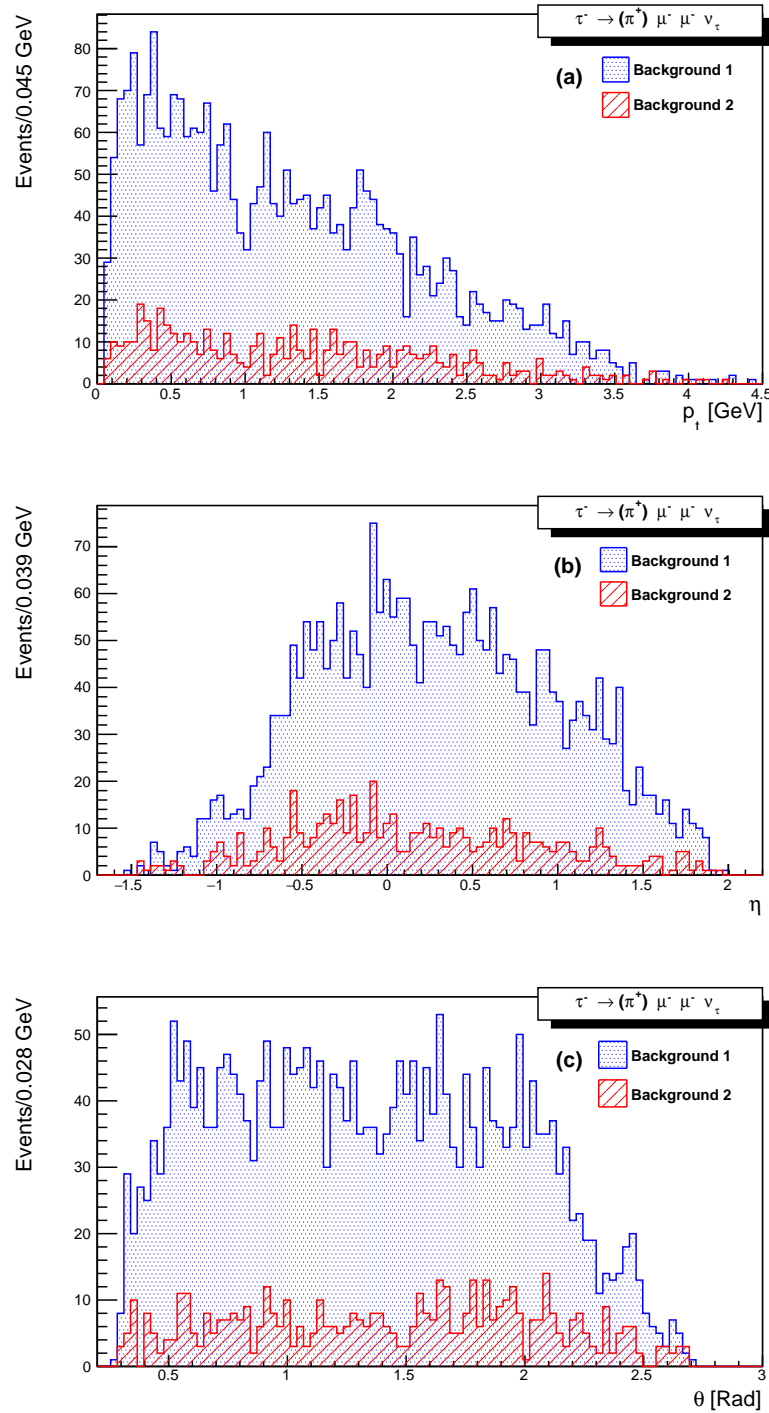 τ⁻ → (π⁺) μ⁻ μ⁻ ν_τ
(a)
Background 1
Background 2
Events/0.045 GeV
80
70
60
50
40
30
20
10
0
0 0.5 1 1.5 2 2.5 3 3.5 4 4.5
p_t [GeV]
τ⁻ → (π⁺) μ⁻ μ⁻ ν_τ
(b)
Background 1
Background 2
Events/0.039 GeV
70
60
50
40
30
20
10
0
−1.5 −1 −0.5 0 0.5 1 1.5 2
η
τ⁻ → (π⁺) μ⁻ μ⁻ ν_τ
(c)
Background 1
Background 2
Events/0.028 GeV
50
40
30
20
10
0
0.5 1 1.5 2 2.5 3
θ [Rad]